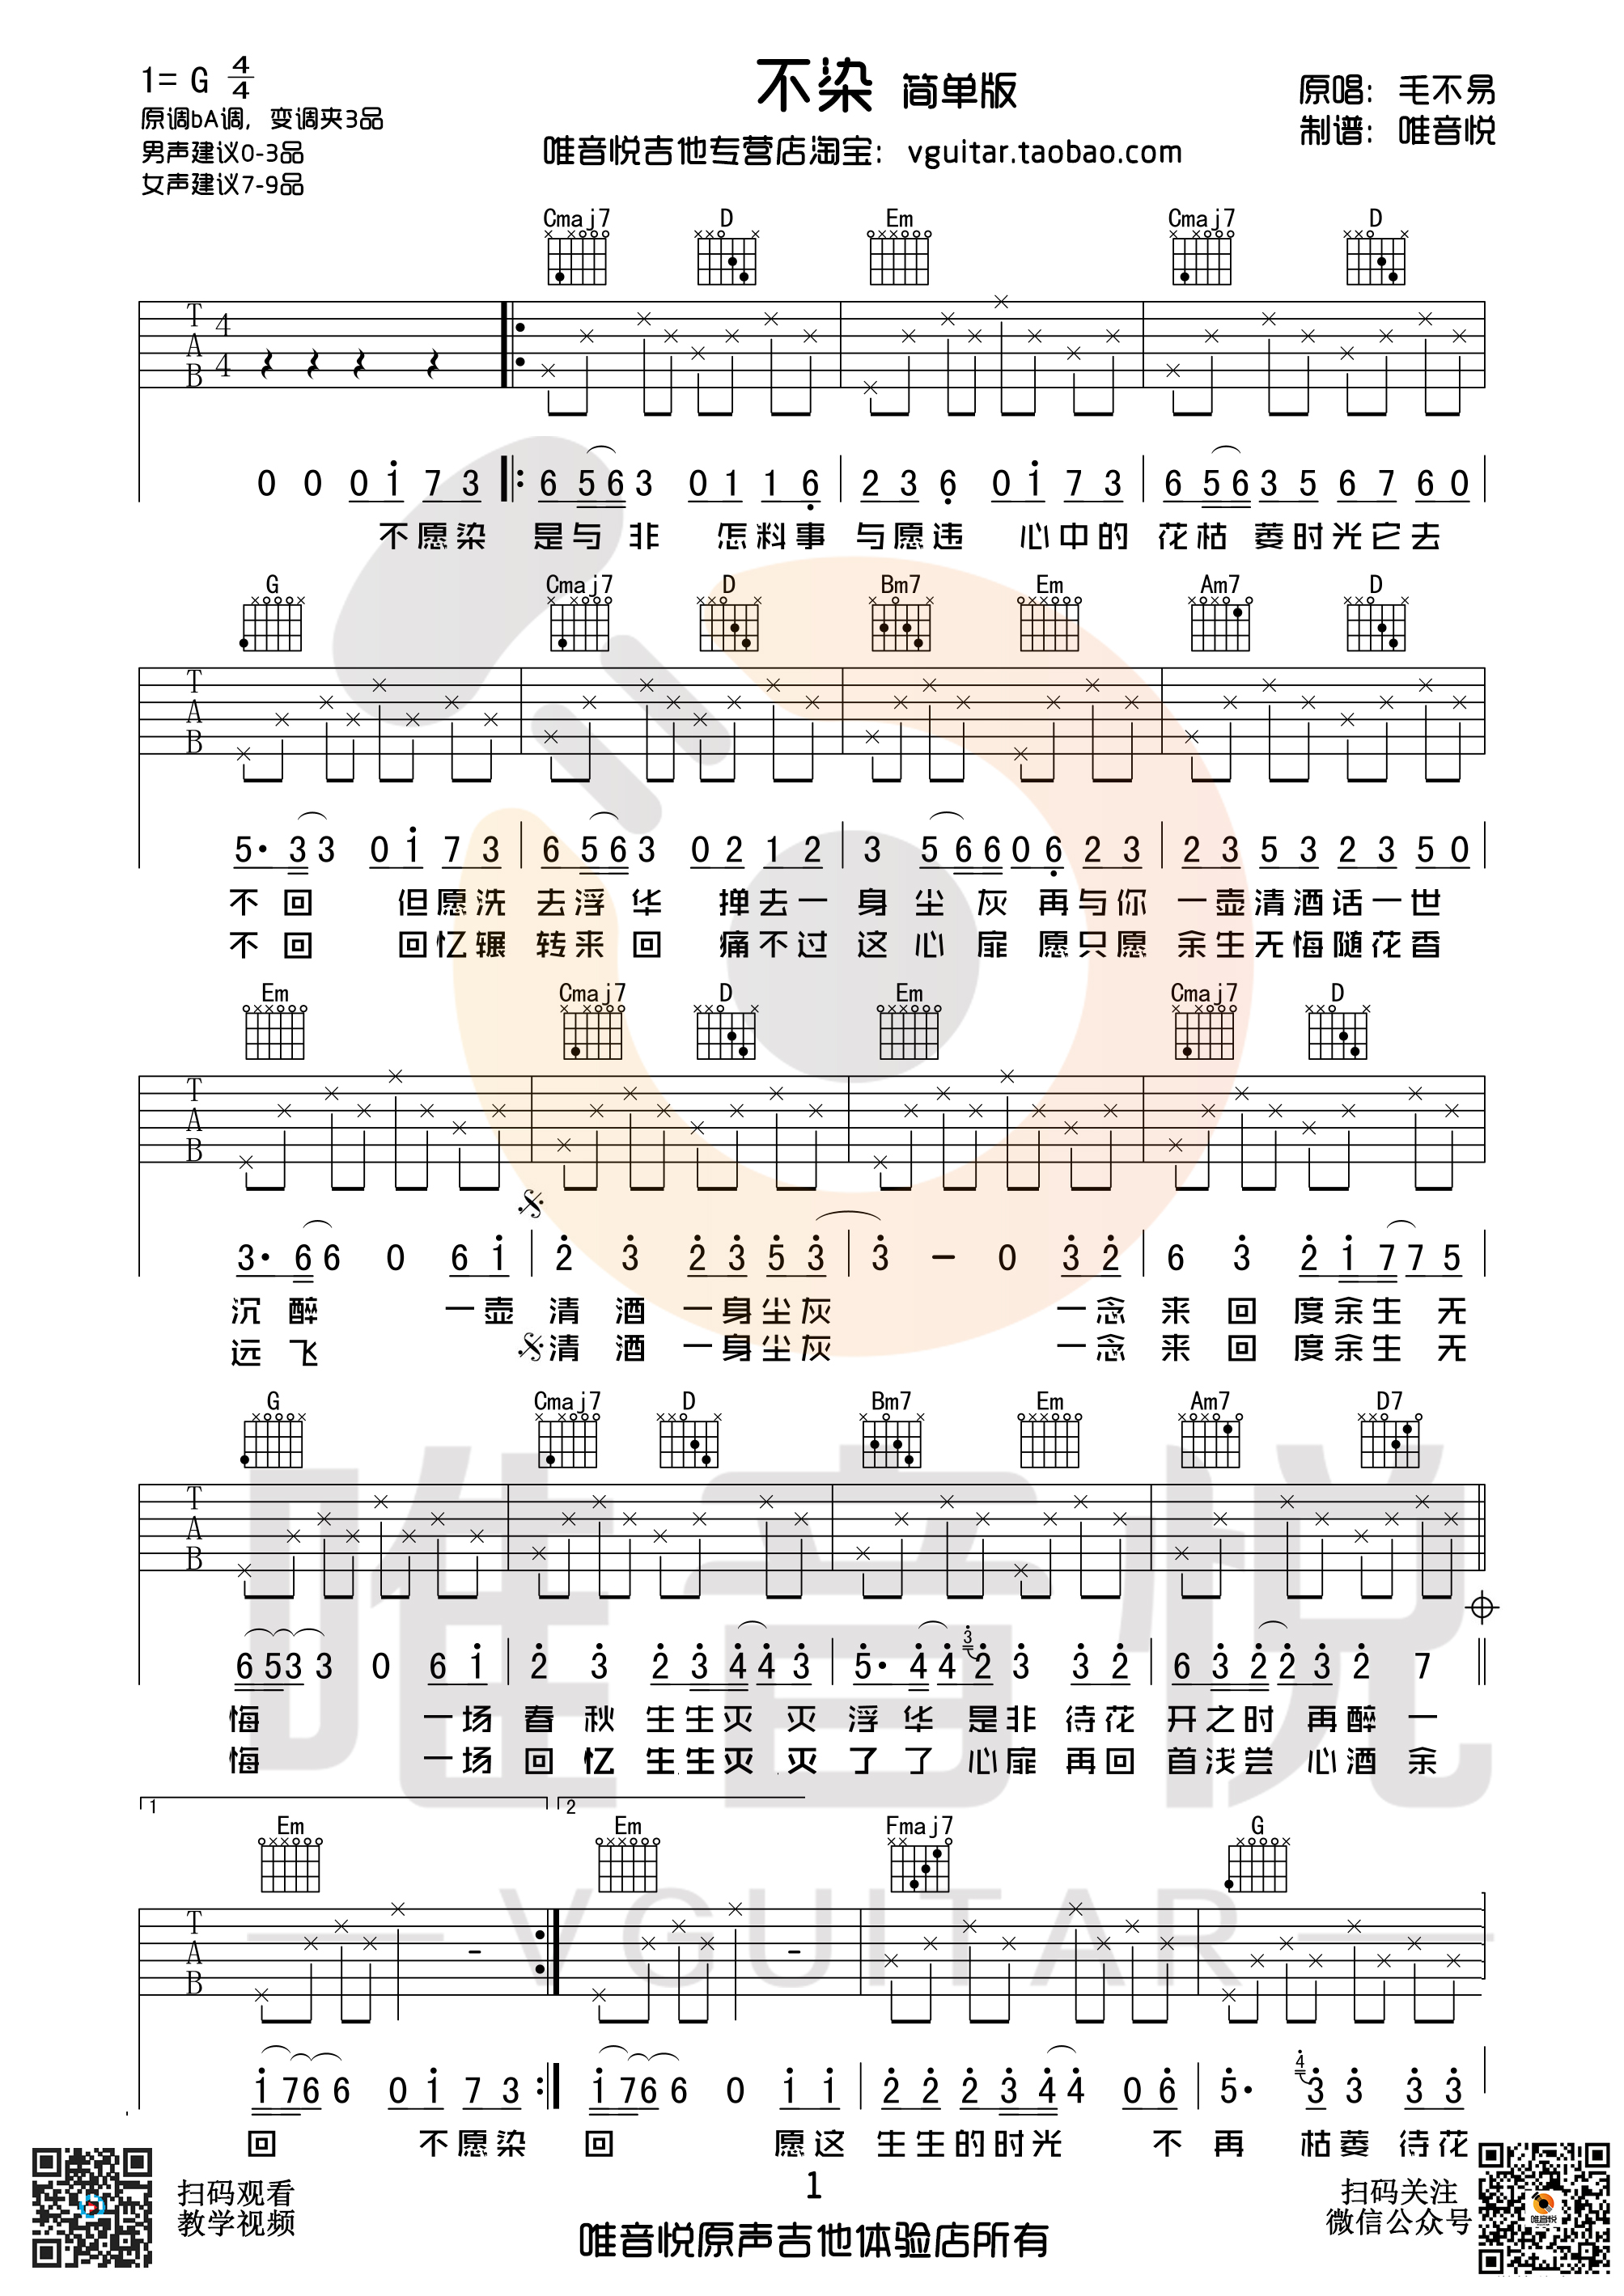 1= G 4/4
不染 简单版
原唱：毛不易
原调bA调，变调夹3品
制谱：唯音悦
男声建议0-3品
唯音悦吉他专营店淘宝：vguitar.taobao.com
女声建议7-9品
Cmaj7 D Em Cmaj7 D
T A B 4 4
0 0 0 1 7 3 6 5 6 3 0 1 1 6 2 3 6 0 1 7 3 6 5 6 3 5 6 7 6 0
不愿染 是与非 怎料事 与愿违 心中的 花枯萎时光它去
G Cmaj7 D Bm7 Em Am7 D
T A B
5· 3 3 0 1 7 3 6 5 6 3 0 2 1 2 3 5 6 6 0 6 2 3 2 3 5 3 2 3 5 0
不回 但愿洗 去浮华 掸去一 身尘灰 再与你 一壶清酒话一世
不回 回忆辗 转来回 痛不过 这心扉 愿只愿 余生无悔随花香
Em Cmaj7 D Em Cmaj7 D
T A B
3· 6 6 0 6 1 2 3 2 3 5 3 3 - 0 3 2 6 3 2 1 7 7 5
沉醉 一壶 清酒 一身尘灰 一念 来回 度余生 无
远飞 清酒 一身尘灰 一念 来回 度余生 无
G Cmaj7 D Bm7 Em Am7 D7
T A B
6 5 3 3 0 6 1 2 3 2 3 4 4 3 5· 4 4 3 2 3 3 2 6 3 2 2 3 2 7
悔 一场 春秋 生生灭 灭 浮华 是非 待花 开之时 再醉一
悔 一场 回忆 生生灭 灭 了了 心扉 再回 首浅尝 心酒余
1 2
Em Em Fmaj7 G
T A B
1 7 6 6 0 1 7 3 1 7 6 6 0 1 1 2 2 2 3 4 4 0 6 5· 4 3 3 3 3
回 不愿染 回 愿这 生生的时光 不 再 枯萎 待花
唯音悦
VGUITAR
扫码观看
教学视频
1
唯音悦原声吉他体验店所有
扫码关注
微信公众号
唯音悦